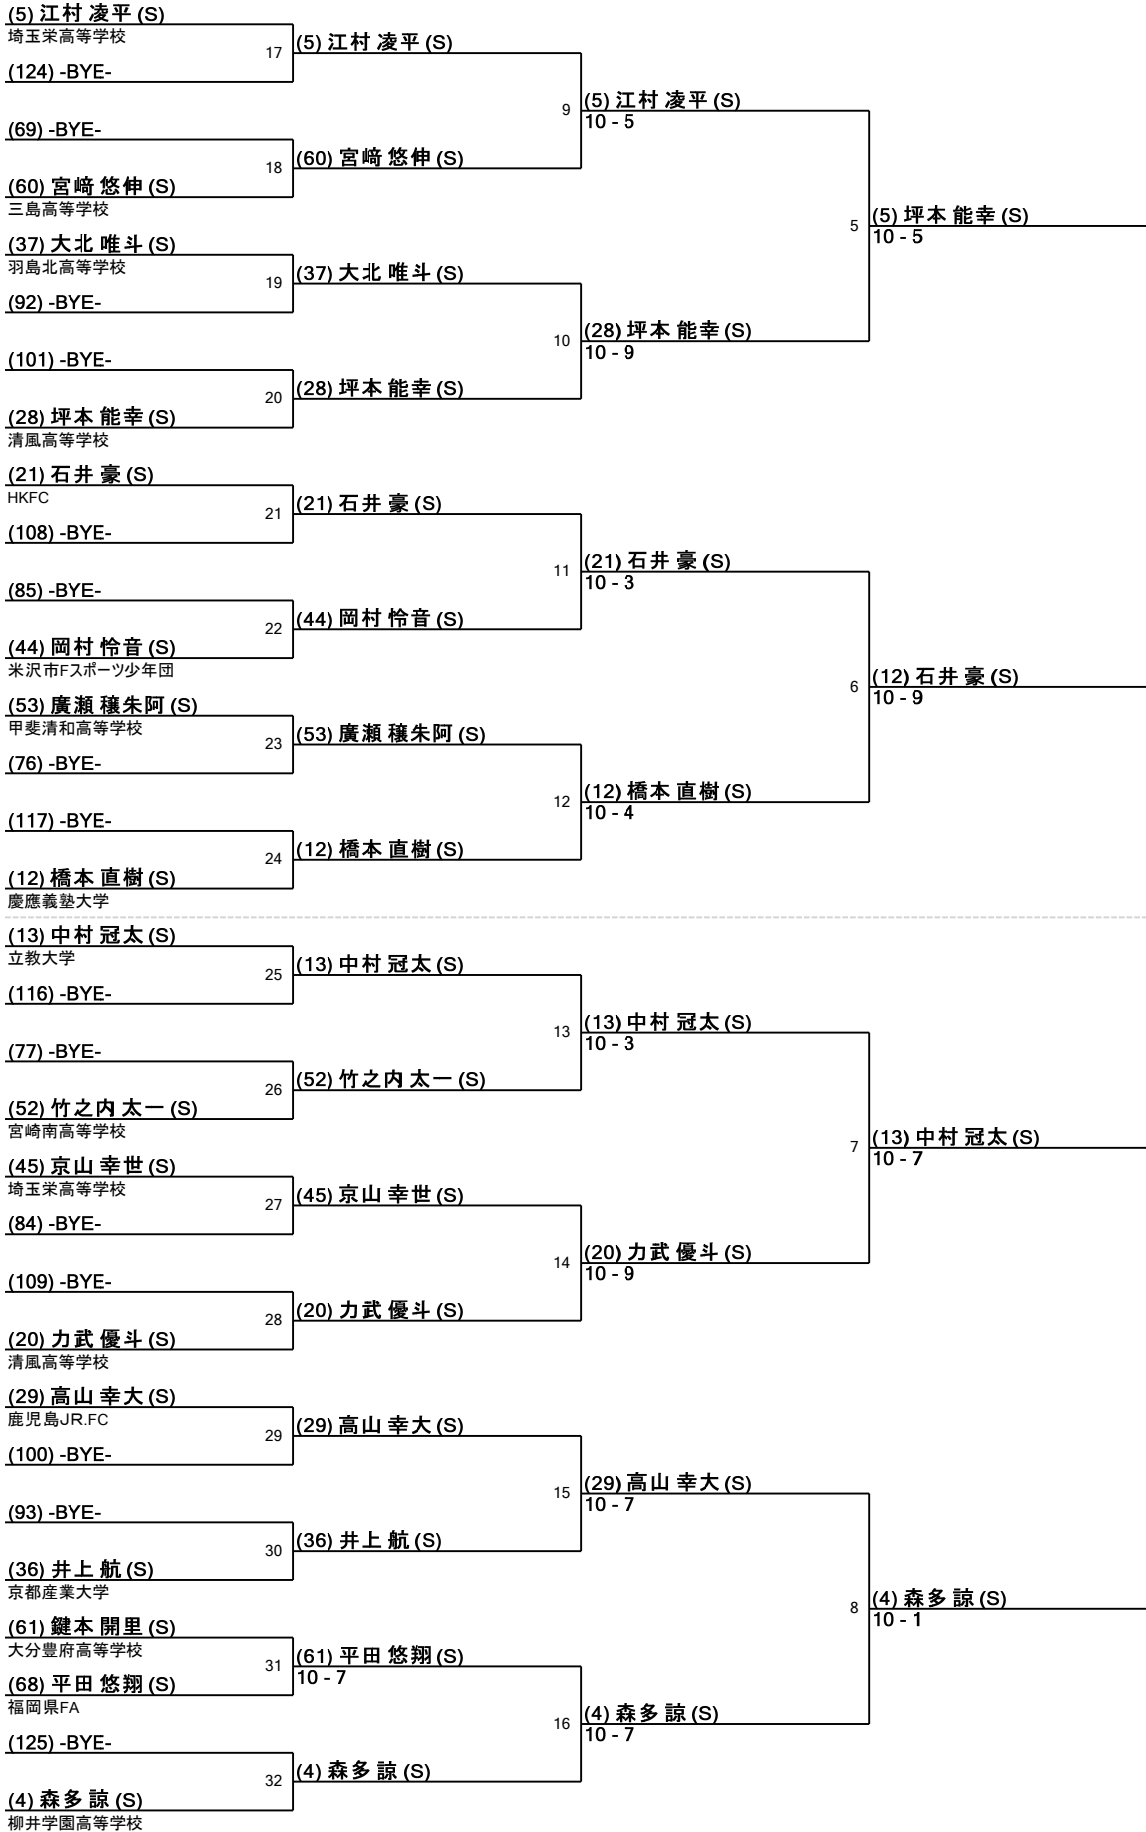 (5) 江村 凌平 (S)
埼玉栄高等学校
17
(5) 江村 凌平 (S)
(124) -BYE-
9
(5) 江村 凌平 (S)
10 - 5
(69) -BYE-
18
(60) 宮﨑 悠伸 (S)
(60) 宮﨑 悠伸 (S)
三島高等学校
5
(5) 坪本 能幸 (S)
10 - 5
(37) 大北 唯斗 (S)
羽島北高等学校
19
(37) 大北 唯斗 (S)
(92) -BYE-
10
(28) 坪本 能幸 (S)
10 - 9
(101) -BYE-
20
(28) 坪本 能幸 (S)
(28) 坪本 能幸 (S)
清風高等学校
(21) 石井 豪 (S)
HKFC
21
(21) 石井 豪 (S)
(108) -BYE-
11
(21) 石井 豪 (S)
10 - 3
(85) -BYE-
22
(44) 岡村 怜音 (S)
(44) 岡村 怜音 (S)
米沢市Fスポーツ少年団
6
(12) 石井 豪 (S)
10 - 9
(53) 廣瀬 穰朱阿 (S)
甲斐清和高等学校
23
(53) 廣瀬 穰朱阿 (S)
(76) -BYE-
12
(12) 橋本 直樹 (S)
10 - 4
(117) -BYE-
24
(12) 橋本 直樹 (S)
(12) 橋本 直樹 (S)
慶應義塾大学
(13) 中村 冠太 (S)
立教大学
25
(13) 中村 冠太 (S)
(116) -BYE-
13
(13) 中村 冠太 (S)
10 - 3
(77) -BYE-
26
(52) 竹之内 太一 (S)
(52) 竹之内 太一 (S)
宮崎南高等学校
7
(13) 中村 冠太 (S)
10 - 7
(45) 京山 幸世 (S)
埼玉栄高等学校
27
(45) 京山 幸世 (S)
(84) -BYE-
14
(20) 力武 優斗 (S)
10 - 9
(109) -BYE-
28
(20) 力武 優斗 (S)
(20) 力武 優斗 (S)
清風高等学校
(29) 高山 幸大 (S)
鹿児島JR.FC
29
(29) 高山 幸大 (S)
(100) -BYE-
15
(29) 高山 幸大 (S)
10 - 7
(93) -BYE-
30
(36) 井上 航 (S)
(36) 井上 航 (S)
京都産業大学
8
(4) 森多 諒 (S)
10 - 1
(61) 鍵本 開里 (S)
大分豊府高等学校
31
(61) 平田 悠翔 (S)
10 - 7
(68) 平田 悠翔 (S)
福岡県FA
16
(4) 森多 諒 (S)
10 - 7
(125) -BYE-
32
(4) 森多 諒 (S)
(4) 森多 諒 (S)
柳井学園高等学校